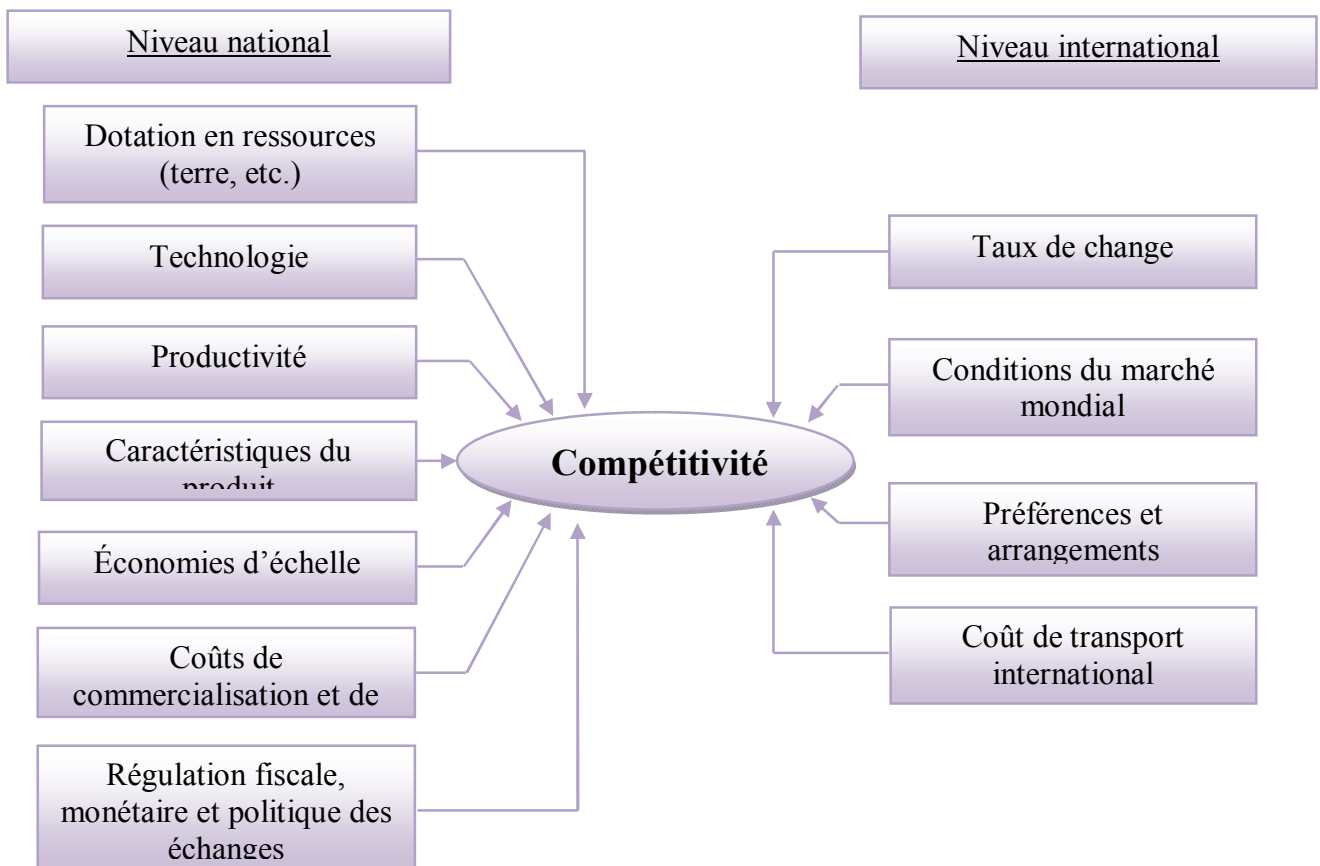 Niveau national
Niveau international
Dotation en ressources
(terre, etc.)
Technologie
Productivité
Caractéristiques du
produit
Économies d’échelle
Coûts de
commercialisation et de
Régulation fiscale,
monétaire et politique des
échanges
Compétitivité
Taux de change
Conditions du marché
mondial
Préférences et
arrangements
Coût de transport
international